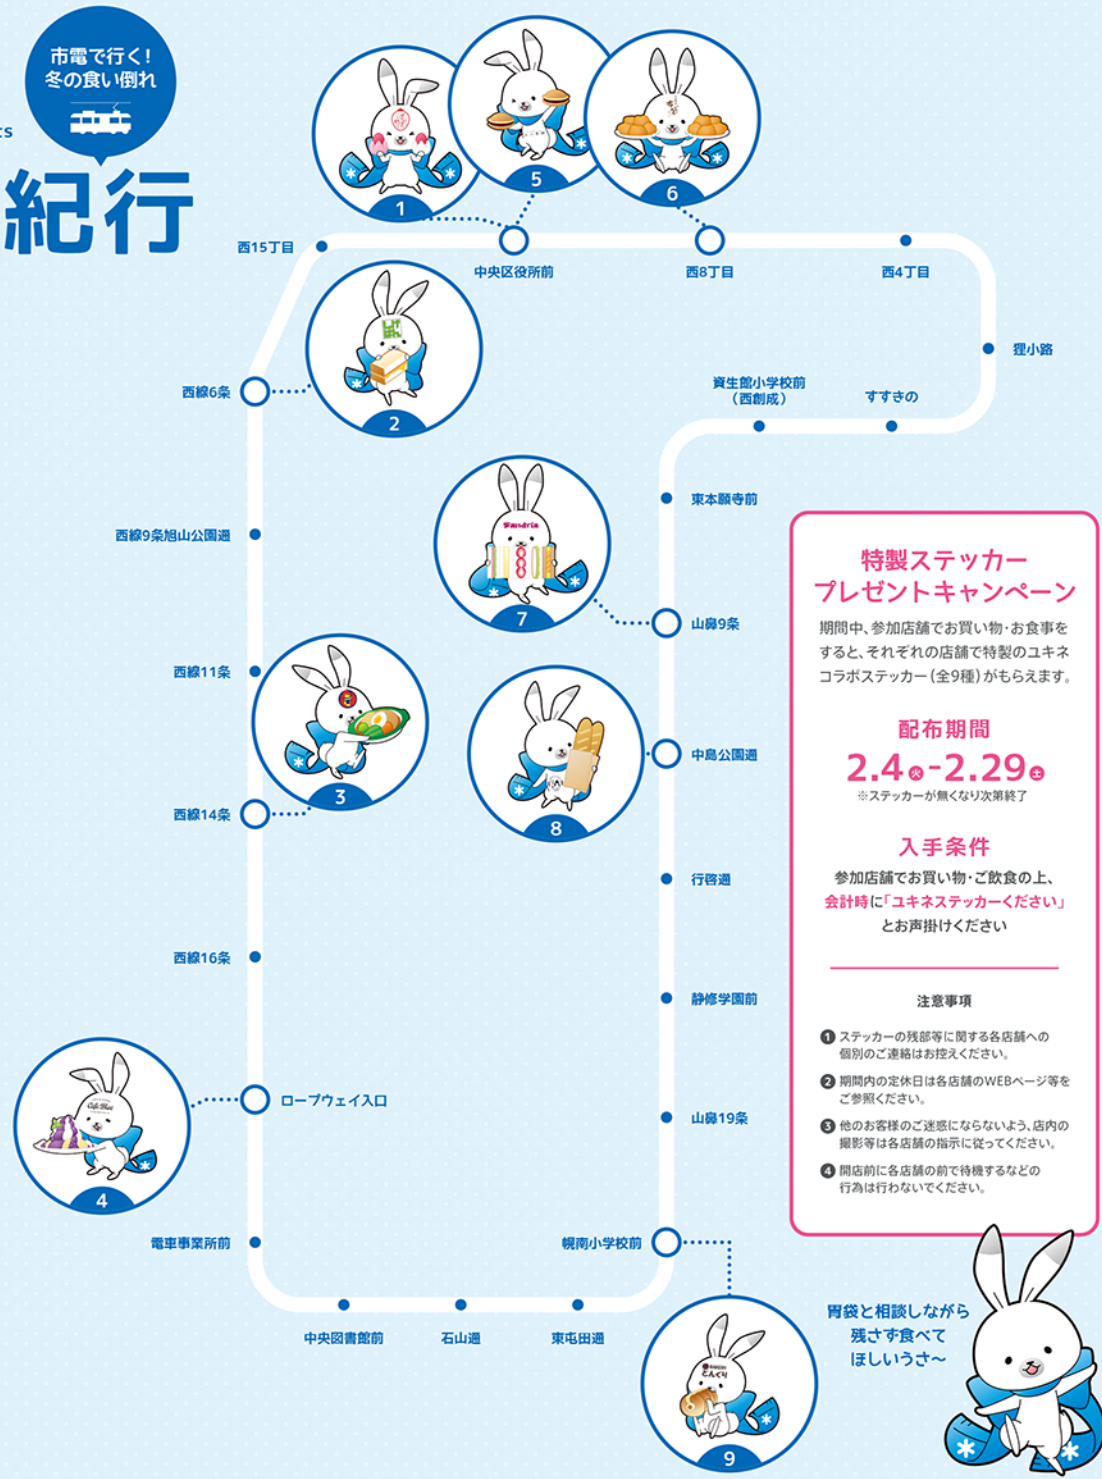 市電で行く!
冬の食い倒れ
紀行
1
5
6
西15丁目
中央区役所前
西8丁目
西4丁目
狸小路
2
西線6条
資生館小学校前
(西創成)
すすきの
東本願寺前
西線9条旭山公園通
7
山鼻9条
西線11条
3
8
中島公園通
西線14条
行啓通
西線16条
静修学園前
4
ロープウェイ入口
山鼻19条
電車事業所前
幌南小学校前
中央図書館前
石山通
東屯田通
BAKERY
どんぐり
9
特製ステッカー
プレゼントキャンペーン
期間中、参加店舗でお買い物・お食事を
すると、それぞれの店舗で特製のユキネ
コラボステッカー(全9種)がもらえます。
配布期間
2.4火-2.29土
※ステッカーが無くなり次第終了
入手条件
参加店舗でお買い物・ご飲食の上、
会計時に「ユキネステッカーください」
とお声掛けください
注意事項
1 ステッカーの残部等に関する各店舗への
個別のご連絡はお控えください。
2 期間内の定休日は各店舗のWEBページ等を
ご参照ください。
3 他のお客様のご迷惑にならないよう、店内の
撮影等は各店舗の指示に従ってください。
4 開店前に各店舗の前で待機するなどの
行為は行わないでください。
胃袋と相談しながら
残さず食べて
ほしいうさ〜